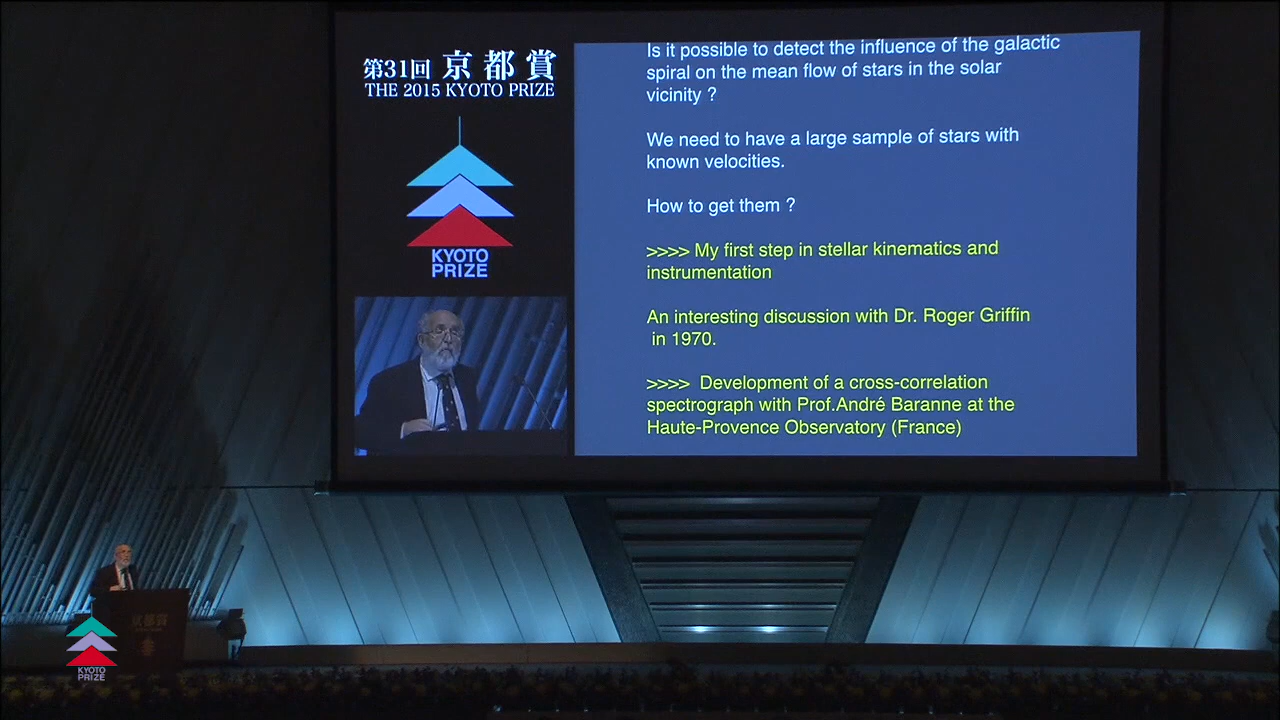 第31回 京都賞
THE 2015 KYOTO PRIZE
KYOTO
PRIZE
Is it possible to detect the influence of the galactic
spiral on the mean flow of stars in the solar
vicinity ?
We need to have a large sample of stars with
known velocities.
How to get them ?
>>>> My first step in stellar kinematics and
instrumentation
An interesting discussion with Dr. Roger Griffin
in 1970.
>>>> Development of a cross-correlation
spectrograph with Prof.André Baranne at the
Haute-Provence Observatory (France)
京都賞
KYOTO
PRIZE